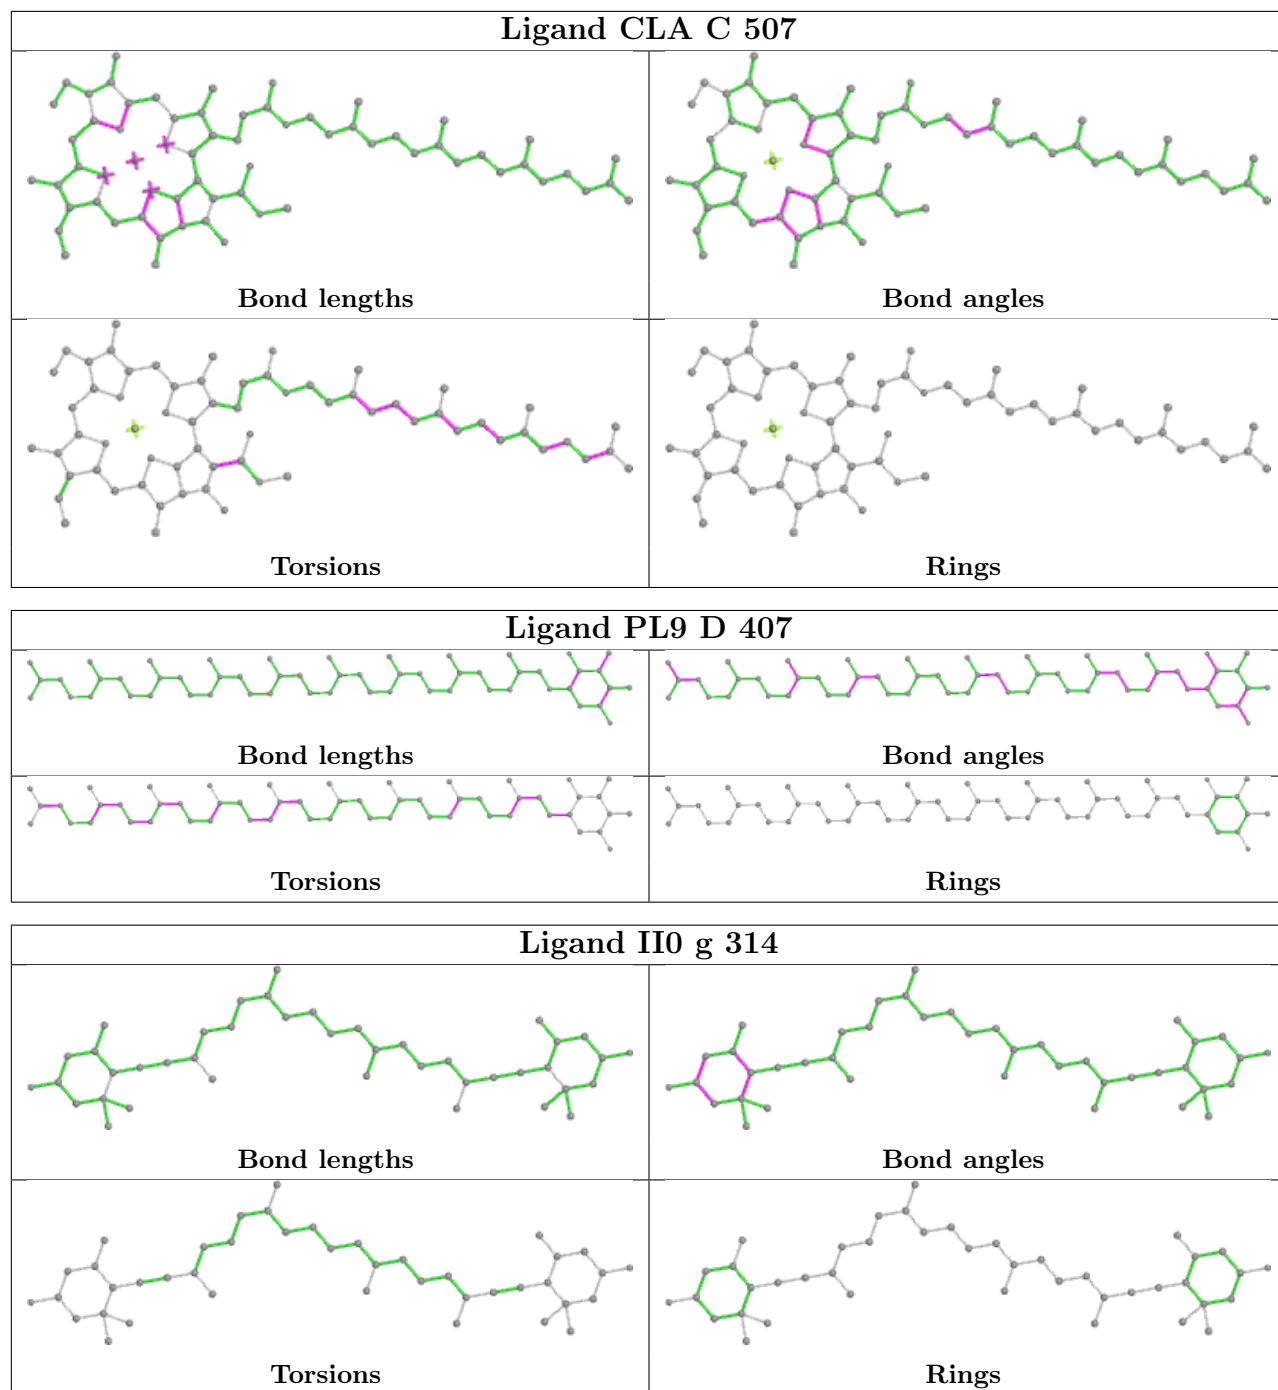 Ligand CLA C 507
Bond lengths
Bond angles
Torsions
Rings
Ligand PL9 D 407
Bond lengths
Bond angles
Torsions
Rings
Ligand II0 g 314
Bond lengths
Bond angles
Torsions
Rings